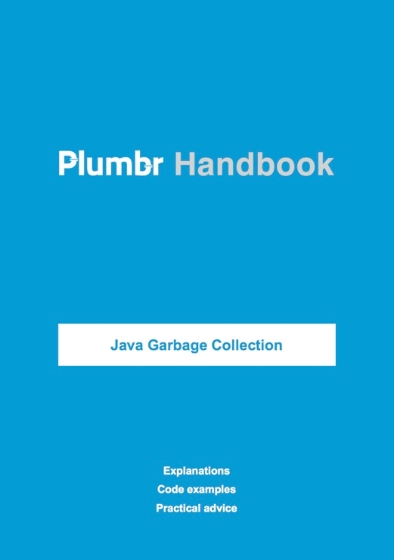 Plumbr Handbook
Java Garbage Collection
Explanations
Code examples
Practical advice